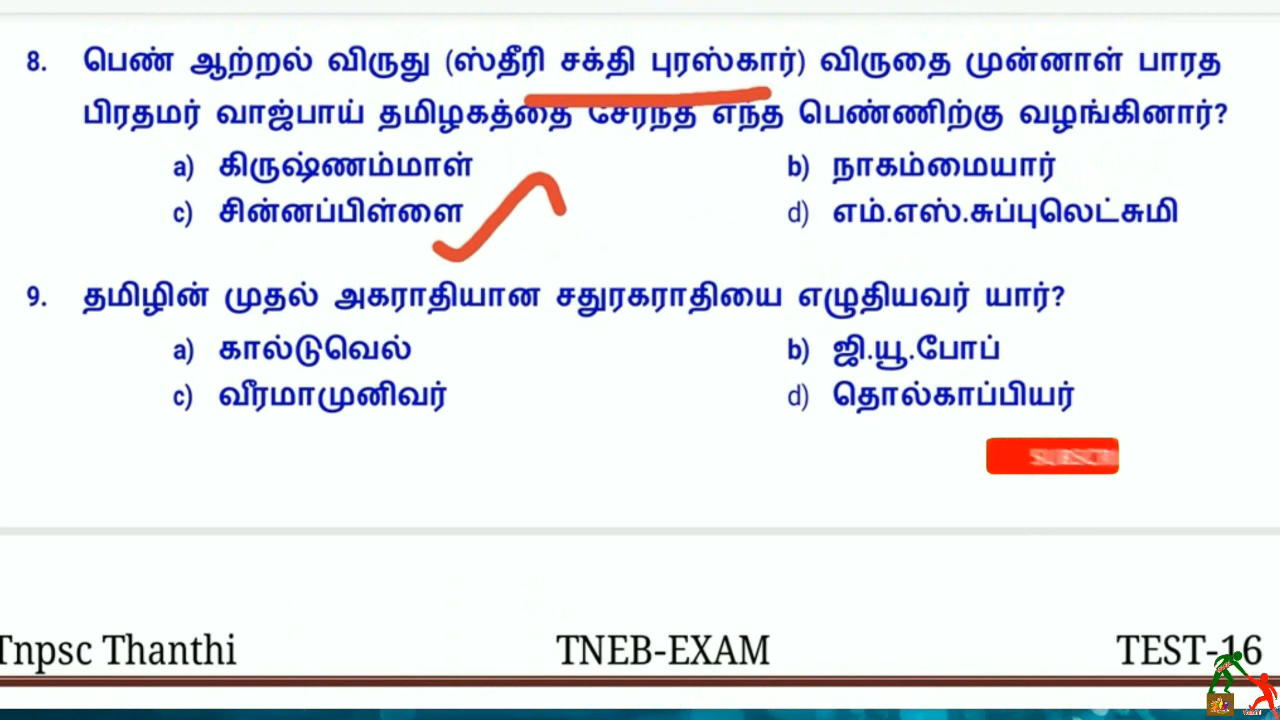 8. பெண் ஆற்றல் விருது (ஸ்தீரி சக்தி புரஸ்கார்) விருதை முன்னாள் பாரத
பிரதமர் வாஜ்பாய் தமிழகத்தை சேர்ந்த எந்த பெண்ணிற்கு வழங்கினார்?
a) கிருஷ்ணம்மாள் b) நாகம்மையார்
c) சின்னப்பிள்ளை d) எம்.எஸ்.சுப்புலெட்சுமி
9. தமிழின் முதல் அகராதியான சதுரகராதியை எழுதியவர் யார்?
a) கால்டுவெல் b) ஜி.யூ.போப்
c) வீரமாமுனிவர் d) தொல்காப்பியர்
Tnpsc Thanthi TNEB-EXAM TEST-16